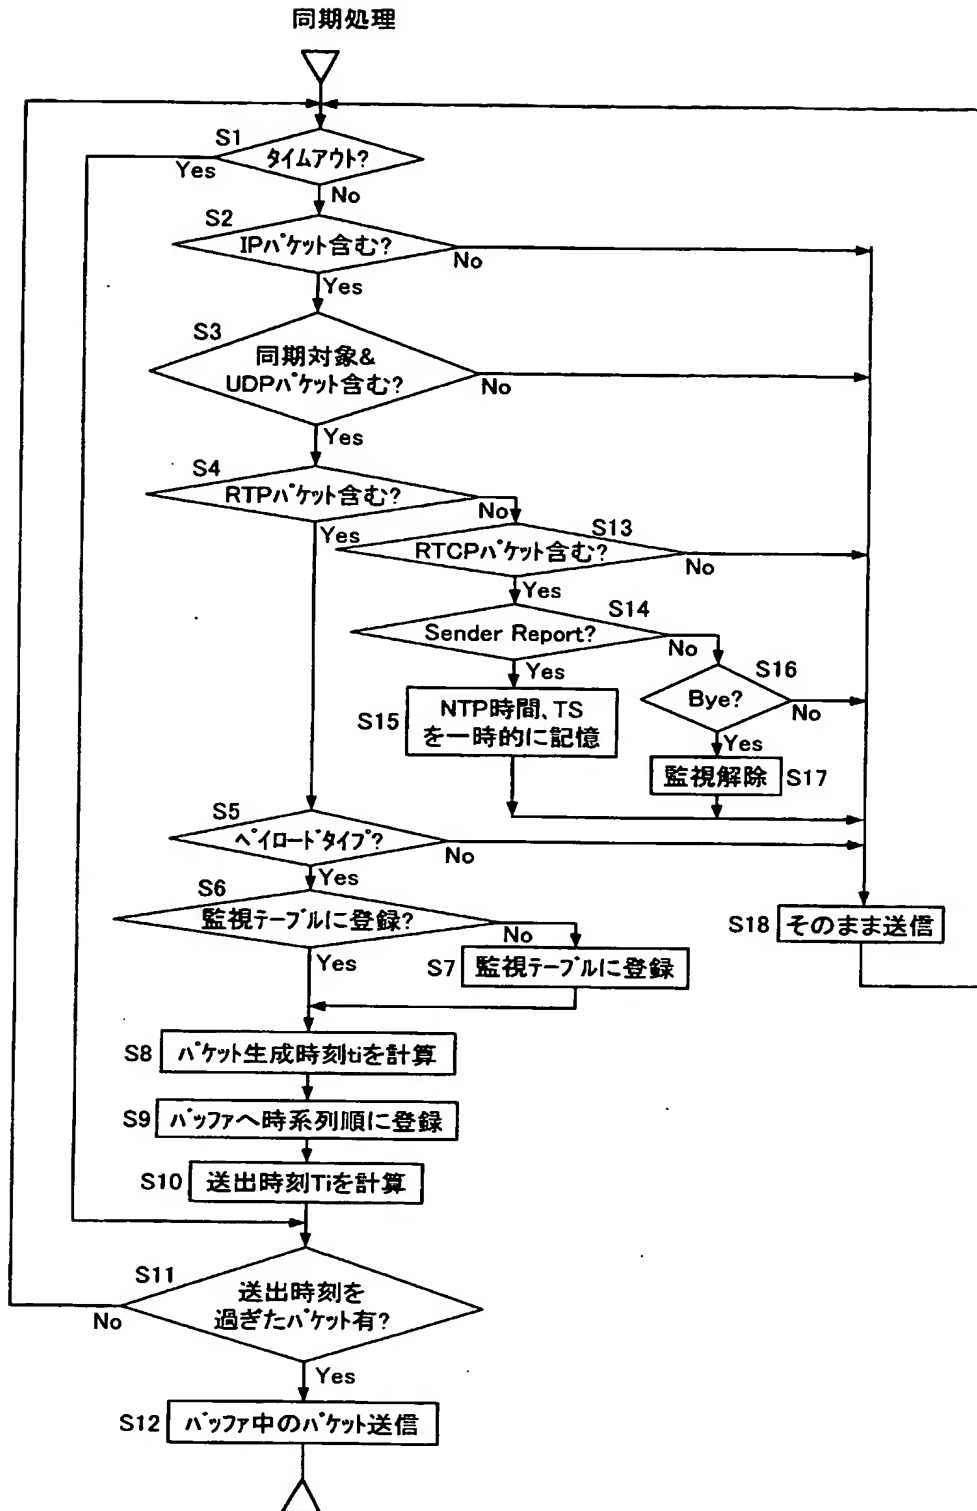 同期処理
S1
タイムアウト?
Yes
No
S2
IPパケット含む?
No
Yes
S3
同期対象&
UDPパケット含む?
No
Yes
S4
RTPパケット含む?
No
Yes
S13
RTCPパケット含む?
No
Yes
S14
Sender Report?
No
Yes
S16
Bye?
No
Yes
S15
NTP時間、TS
を一時的に記憶
監視解除
S17
S5
ペイロードタイプ?
No
Yes
S6
監視テーブルに登録?
No
Yes
S7
監視テーブルに登録
S18
そのまま送信
S8
パケット生成時刻tiを計算
S9
バッファへ時系列順に登録
S10
送出時刻Tiを計算
S11
送出時刻を
過ぎたパケット有?
No
Yes
S12
バッファ中のパケット送信